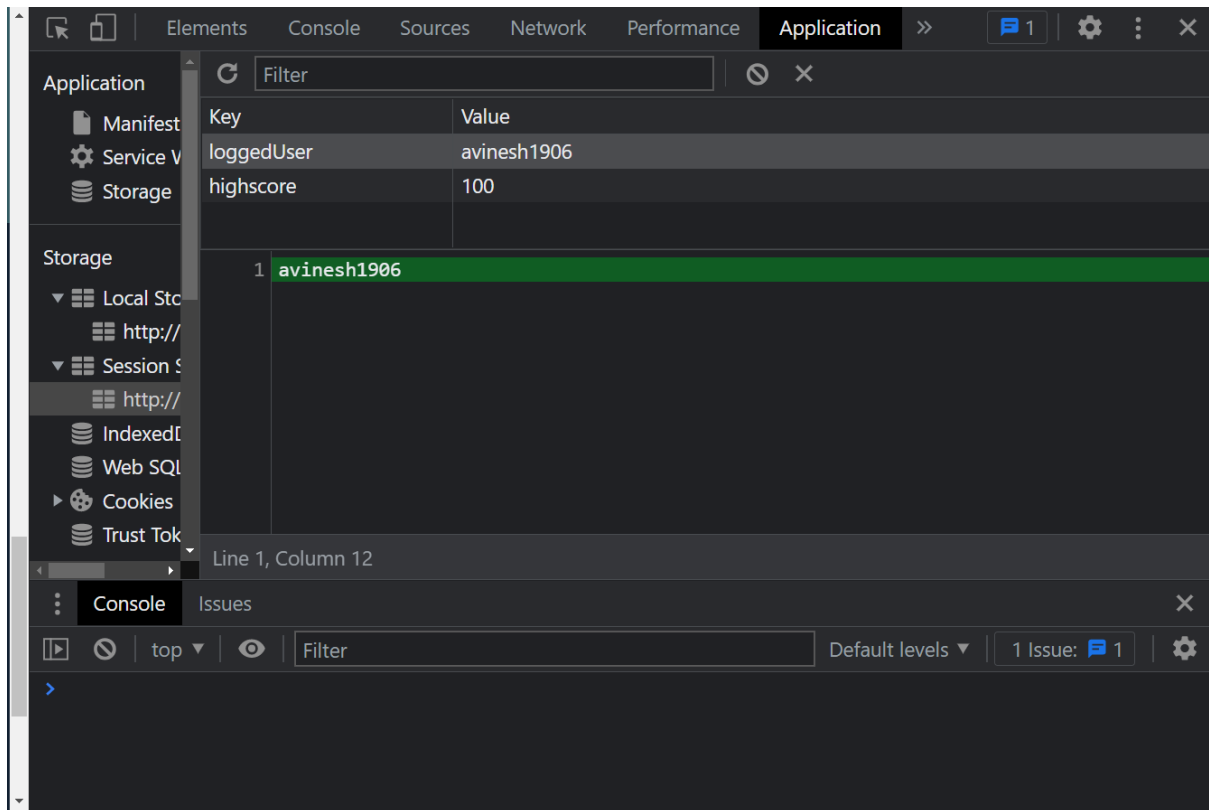 Elements Console Sources Network Performance Application » 1
Application
Manifest
Service V
Storage
Storage
Local Stc
http://
Session S
http://
IndexedD
Web SQL
Cookies
Trust Tok
Filter
Key Value
loggedUser avinesh1906
highscore 100
1 avinesh1906
Line 1, Column 12
Console Issues
top Filter Default levels 1 Issue: 1